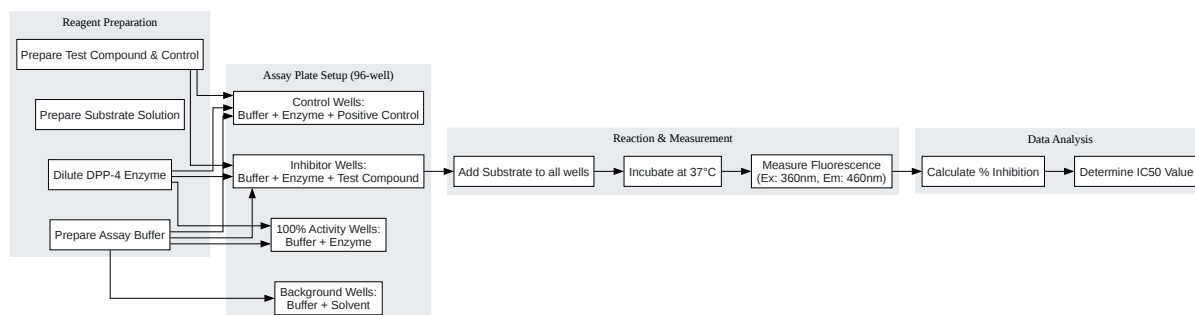 Reagent Preparation
Prepare Test Compound & Control
Prepare Substrate Solution
Dilute DPP-4 Enzyme
Prepare Assay Buffer
Assay Plate Setup (96-well)
Control Wells:
Buffer + Enzyme + Positive Control
Inhibitor Wells:
Buffer + Enzyme + Test Compound
100% Activity Wells:
Buffer + Enzyme
Background Wells:
Buffer + Solvent
Reaction & Measurement
Add Substrate to all wells
Incubate at 37°C
Measure Fluorescence
(Ex: 360nm, Em: 460nm)
Data Analysis
Calculate % Inhibition
Determine IC50 Value